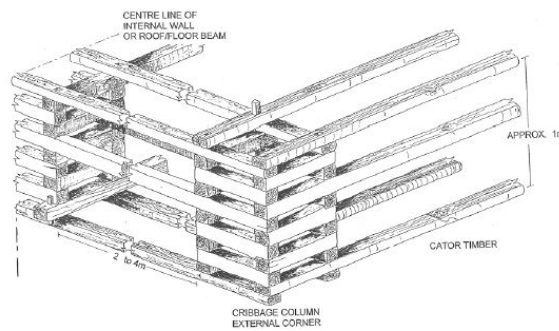 CENTRE LINE OF
INTERNAL WALL
OR ROOF/FLOOR BEAM
APPROX. 1m
2 to 4m
CATOR TIMBER
CRIBBAGE COLUMN
EXTERNAL CORNER